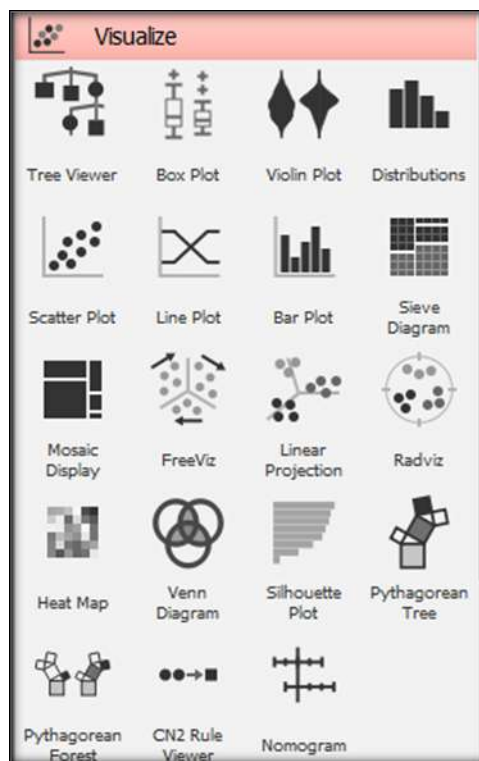 Visualize
Tree Viewer
Box Plot
Violin Plot
Distributions
Scatter Plot
Line Plot
Bar Plot
Sieve
Diagram
Mosaic
Display
FreeViz
Linear
Projection
Radviz
Heat Map
Venn
Diagram
Silhouette
Plot
Pythagorean
Tree
Pythagorean
Forest
CN2 Rule
Viewer
Nomogram